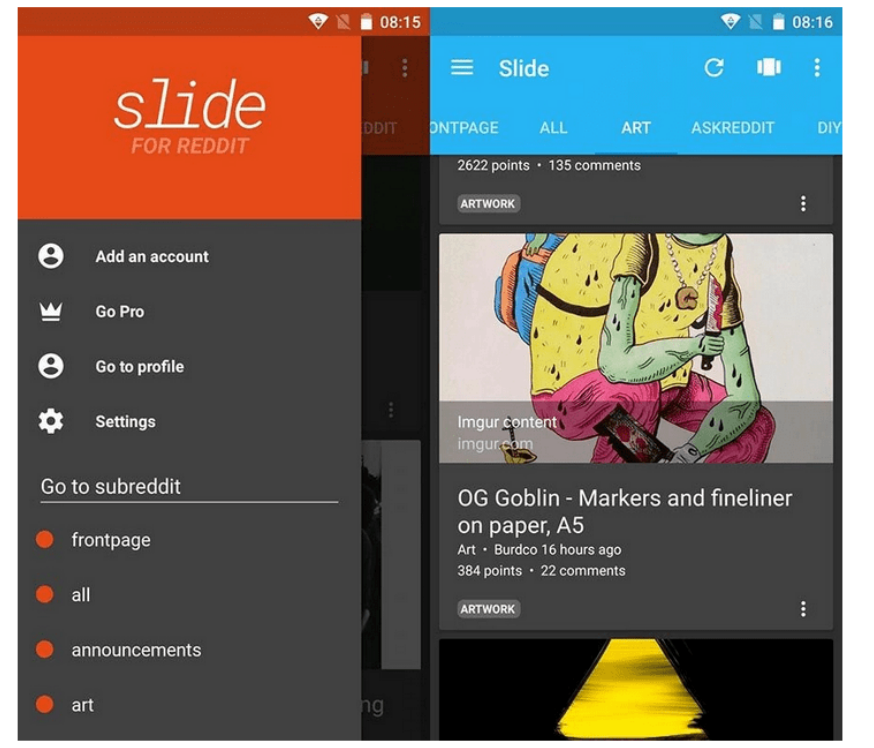 08:15
slide
FOR REDDIT
DDIT
Add an account
Go Pro
Go to profile
Settings
Go to subreddit
frontpage
all
announcements
art
ng
08:16
Slide
ONTPAGE ALL ART ASKREDDIT DIY
2622 points • 135 comments
ARTWORK
Imgur content
imgur.com
OG Goblin - Markers and fineliner
on paper, A5
Art • Burdco 16 hours ago
384 points • 22 comments
ARTWORK